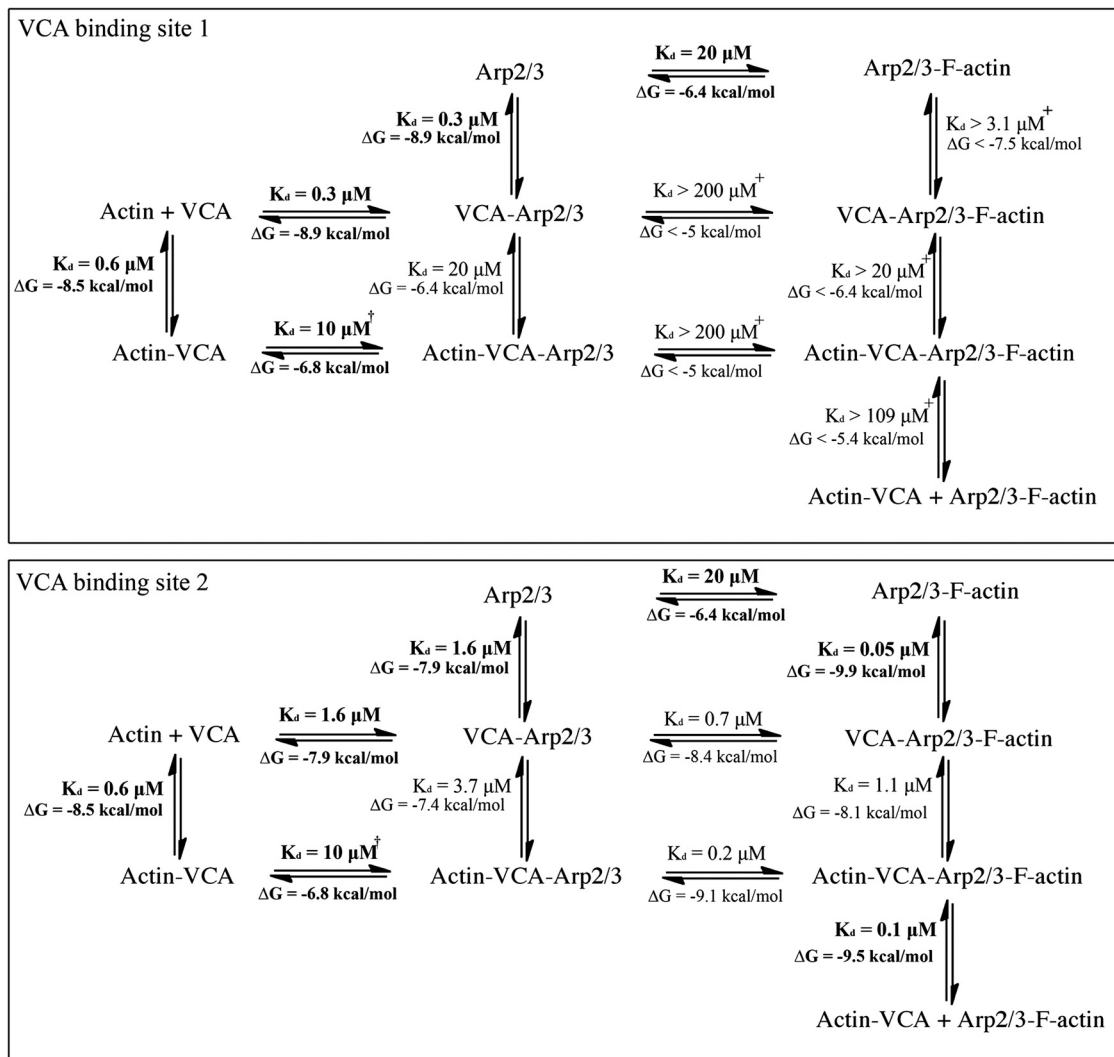 VCA binding site 1
Kd = 20 µM
Arp2/3
Arp2/3-F-actin
ΔG = -6.4 kcal/mol
Kd = 0.3 µM
ΔG = -8.9 kcal/mol
Kd > 3.1 µM+
ΔG < -7.5 kcal/mol
Kd = 0.3 µM
Kd > 200 µM+
Actin + VCA
VCA-Arp2/3
VCA-Arp2/3-F-actin
ΔG = -8.9 kcal/mol
ΔG < -5 kcal/mol
Kd = 0.6 µM
ΔG = -8.5 kcal/mol
Kd = 20 µM
ΔG = -6.4 kcal/mol
Kd > 20 µM+
ΔG < -6.4 kcal/mol
Kd = 10 µM†
Kd > 200 µM+
Actin-VCA
Actin-VCA-Arp2/3
Actin-VCA-Arp2/3-F-actin
ΔG = -6.8 kcal/mol
ΔG < -5 kcal/mol
Kd > 109 µM+
ΔG < -5.4 kcal/mol
Actin-VCA + Arp2/3-F-actin
VCA binding site 2
Kd = 20 µM
Arp2/3
Arp2/3-F-actin
ΔG = -6.4 kcal/mol
Kd = 1.6 µM
ΔG = -7.9 kcal/mol
Kd = 0.05 µM
ΔG = -9.9 kcal/mol
Kd = 1.6 µM
Kd = 0.7 µM
Actin + VCA
VCA-Arp2/3
VCA-Arp2/3-F-actin
ΔG = -7.9 kcal/mol
ΔG = -8.4 kcal/mol
Kd = 0.6 µM
ΔG = -8.5 kcal/mol
Kd = 3.7 µM
ΔG = -7.4 kcal/mol
Kd = 1.1 µM
ΔG = -8.1 kcal/mol
Kd = 10 µM†
Kd = 0.2 µM
Actin-VCA
Actin-VCA-Arp2/3
Actin-VCA-Arp2/3-F-actin
ΔG = -6.8 kcal/mol
ΔG = -9.1 kcal/mol
Kd = 0.1 µM
ΔG = -9.5 kcal/mol
Actin-VCA + Arp2/3-F-actin